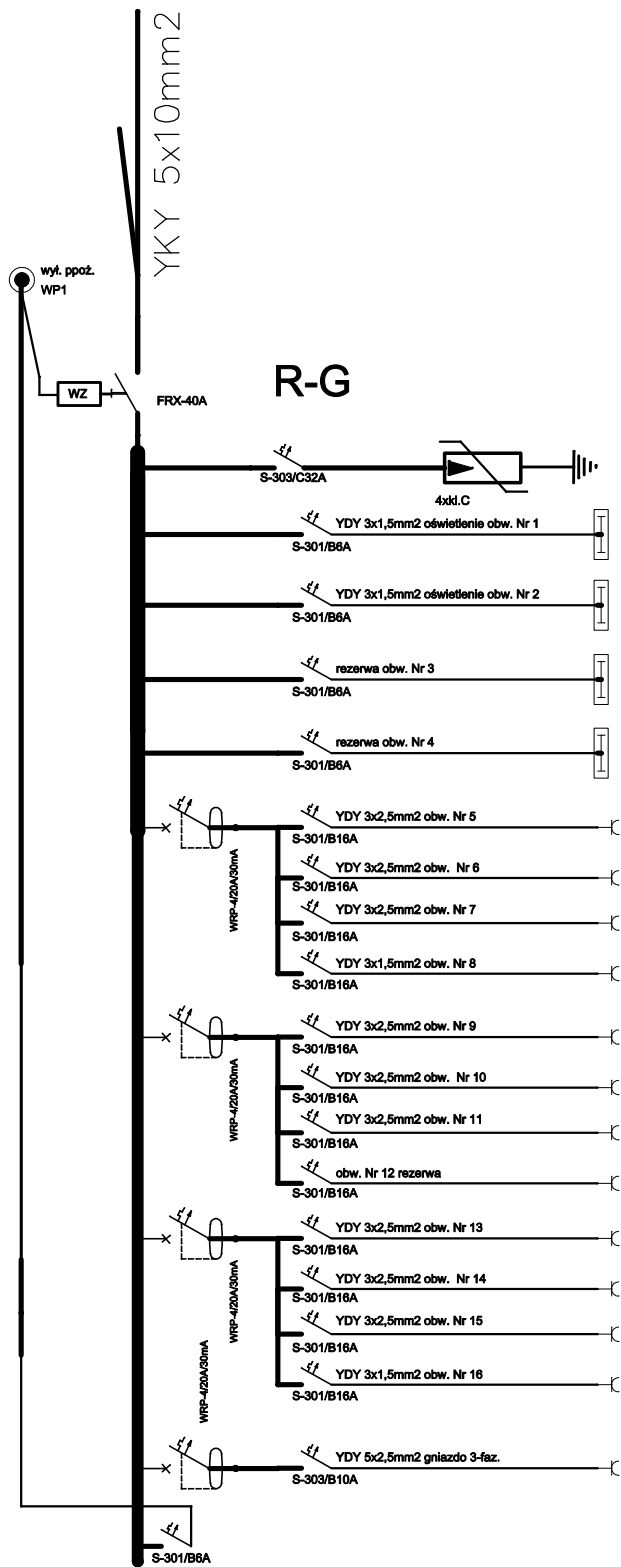 YKY 5x10mm2
wył. ppoż.
WP1
R-G
WZ
FRX-40A
S-303/C32A
4xkl.C
YDY 3x1,5mm2 oświetlenie obw. Nr 1
S-301/B6A
YDY 3x1,5mm2 oświetlenie obw. Nr 2
S-301/B6A
rezerwa obw. Nr 3
S-301/B6A
rezerwa obw. Nr 4
S-301/B6A
YDY 3x2,5mm2 obw. Nr 5
S-301/B16A
WRP-4/20A/30mA
YDY 3x2,5mm2 obw. Nr 6
S-301/B16A
YDY 3x2,5mm2 obw. Nr 7
S-301/B16A
YDY 3x1,5mm2 obw. Nr 8
S-301/B16A
YDY 3x2,5mm2 obw. Nr 9
S-301/B16A
WRP-4/20A/30mA
YDY 3x2,5mm2 obw. Nr 10
S-301/B16A
YDY 3x2,5mm2 obw. Nr 11
S-301/B16A
obw. Nr 12 rezerwa
S-301/B16A
YDY 3x2,5mm2 obw. Nr 13
S-301/B16A
WRP-4/20A/30mA
YDY 3x2,5mm2 obw. Nr 14
S-301/B16A
YDY 3x2,5mm2 obw. Nr 15
S-301/B16A
YDY 3x1,5mm2 obw. Nr 16
S-301/B16A
WRP-4/20A/30mA
YDY 5x2,5mm2 gniazdo 3-faz.
S-303/B10A
S-301/B6A